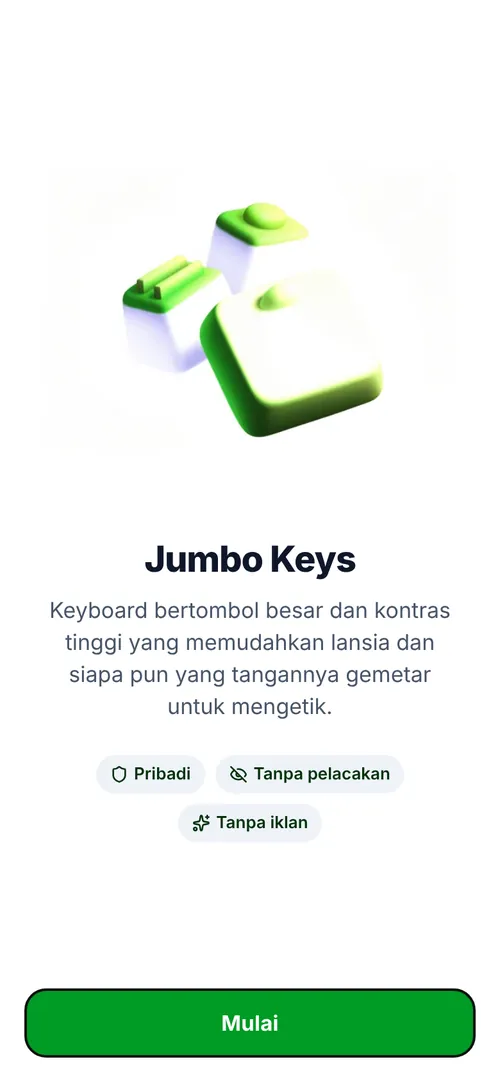 Jumbo Keys
Keyboard bertombol besar dan kontras
tinggi yang memudahkan lansia dan
siapa pun yang tangannya gemetar
untuk mengetik.
Pribadi
Tanpa pelacakan
Tanpa iklan
Mulai